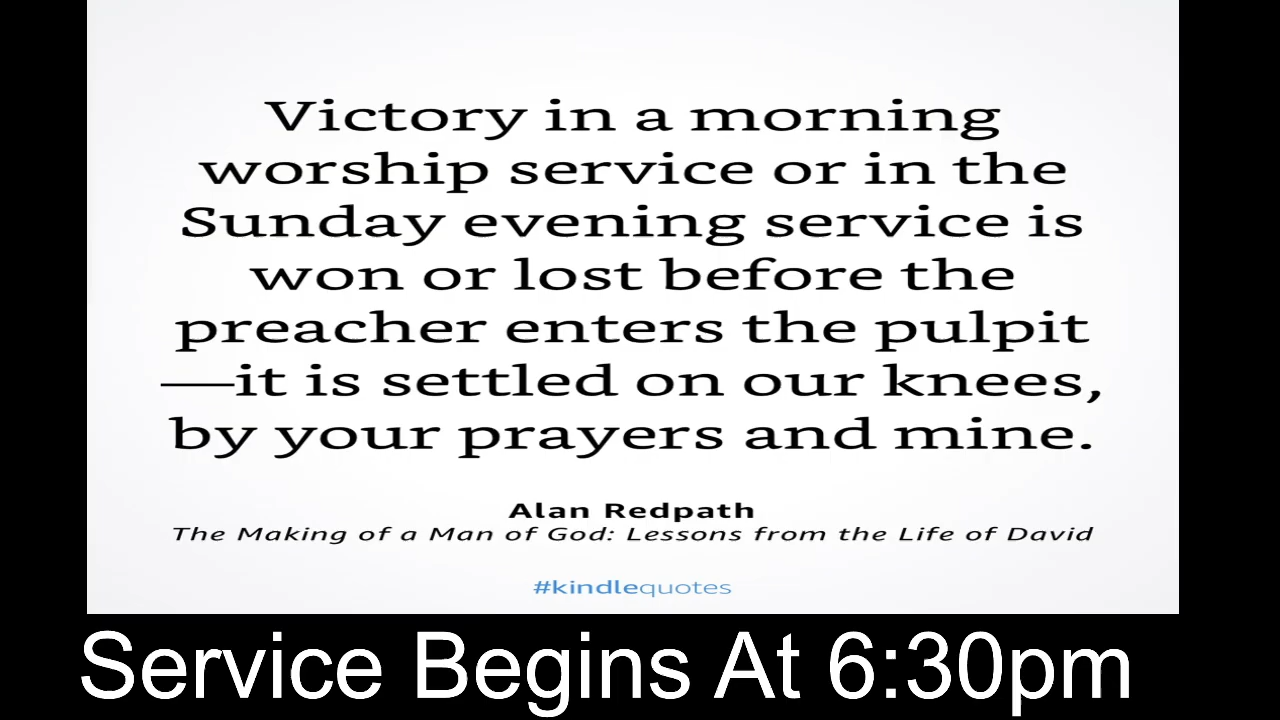 Victory in a morning
worship service or in the
Sunday evening service is
won or lost before the
preacher enters the pulpit
—it is settled on our knees,
by your prayers and mine.
Alan Redpath
The Making of a Man of God: Lessons from the Life of David
#kindlequotes
Service Begins At 6:30pm